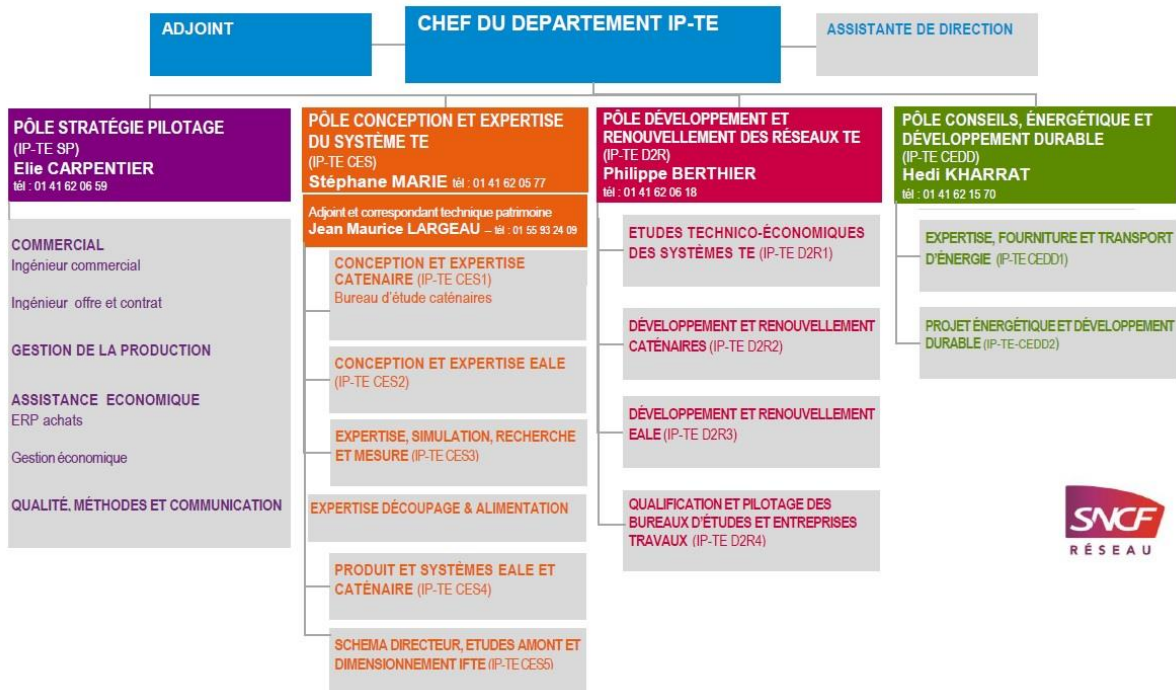 ADJOINT
CHEF DU DEPARTEMENT IP-TE
ASSISTANTE DE DIRECTION
PÔLE STRATÉGIE PILOTAGE
(IP-TE SP)
Elie CARPENTIER
tél : 01 41 62 06 59
COMMERCIAL
Ingénieur commercial
Ingénieur offre et contrat
GESTION DE LA PRODUCTION
ASSISTANCE ECONOMIQUE
ERP achats
Gestion économique
QUALITÉ, MÉTHODES ET COMMUNICATION
PÔLE CONCEPTION ET EXPERTISE
DU SYSTÈME TE
(IP-TE CES)
Stéphane MARIE tél : 01 41 62 05 77
Adjoint et correspondant technique patrimoine
Jean Maurice LARGEAU – tél : 01 55 93 24 09
CONCEPTION ET EXPERTISE
CATENAIRE (IP-TE CES1)
Bureau d'étude caténaires
CONCEPTION ET EXPERTISE EALE
(IP-TE CES2)
EXPERTISE, SIMULATION, RECHERCHE
ET MESURE (IP-TE CES3)
EXPERTISE DÉCOUPAGE & ALIMENTATION
PRODUIT ET SYSTÈMES EALE ET
CATÉNAIRE (IP-TE CES4)
SCHEMA DIRECTEUR, ETUDES AMONT ET
DIMENSIONNEMENT IFTE (IP-TE CES5)
PÔLE DÉVELOPPEMENT ET
RENOUVELLEMENT DES RÉSEAUX TE
(IP-TE D2R)
Philippe BERTHIER
tél : 01 41 62 06 18
ETUDES TECHNICO-ÉCONOMIQUES
DES SYSTÈMES TE (IP-TE D2R1)
DÉVELOPPEMENT ET RENOUVELLEMENT
CATÉNAIRES (IP-TE D2R2)
DÉVELOPPEMENT ET RENOUVELLEMENT
EALE (IP-TE D2R3)
QUALIFICATION ET PILOTAGE DES
BUREAUX D'ÉTUDES ET ENTREPRISES
TRAVAUX (IP-TE D2R4)
PÔLE CONSEILS, ÉNERGÉTIQUE ET
DÉVELOPPEMENT DURABLE
(IP-TE CEDD)
Hedi KHARRAT
tél : 01 41 62 15 70
EXPERTISE, FOURNITURE ET TRANSPORT
D'ÉNERGIE (IP-TE CEDD1)
PROJET ÉNERGÉTIQUE ET DÉVELOPPEMENT
DURABLE (IP-TE-CEDD2)
SNCF
RÉSEAU